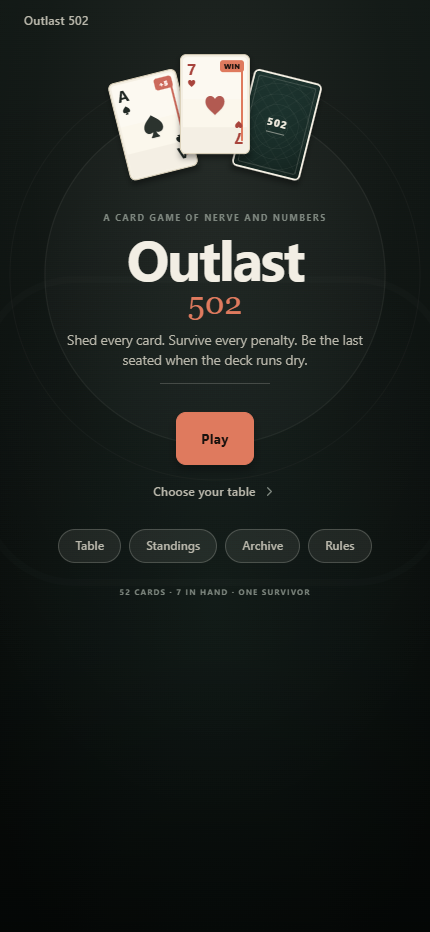 Outlast 502
A
+5
7
WIN
7
502
A CARD GAME OF NERVE AND NUMBERS
Outlast
502
Shed every card. Survive every penalty. Be the last
seated when the deck runs dry.
Play
Choose your table
Table
Standings
Archive
Rules
52 CARDS · 7 IN HAND · ONE SURVIVOR